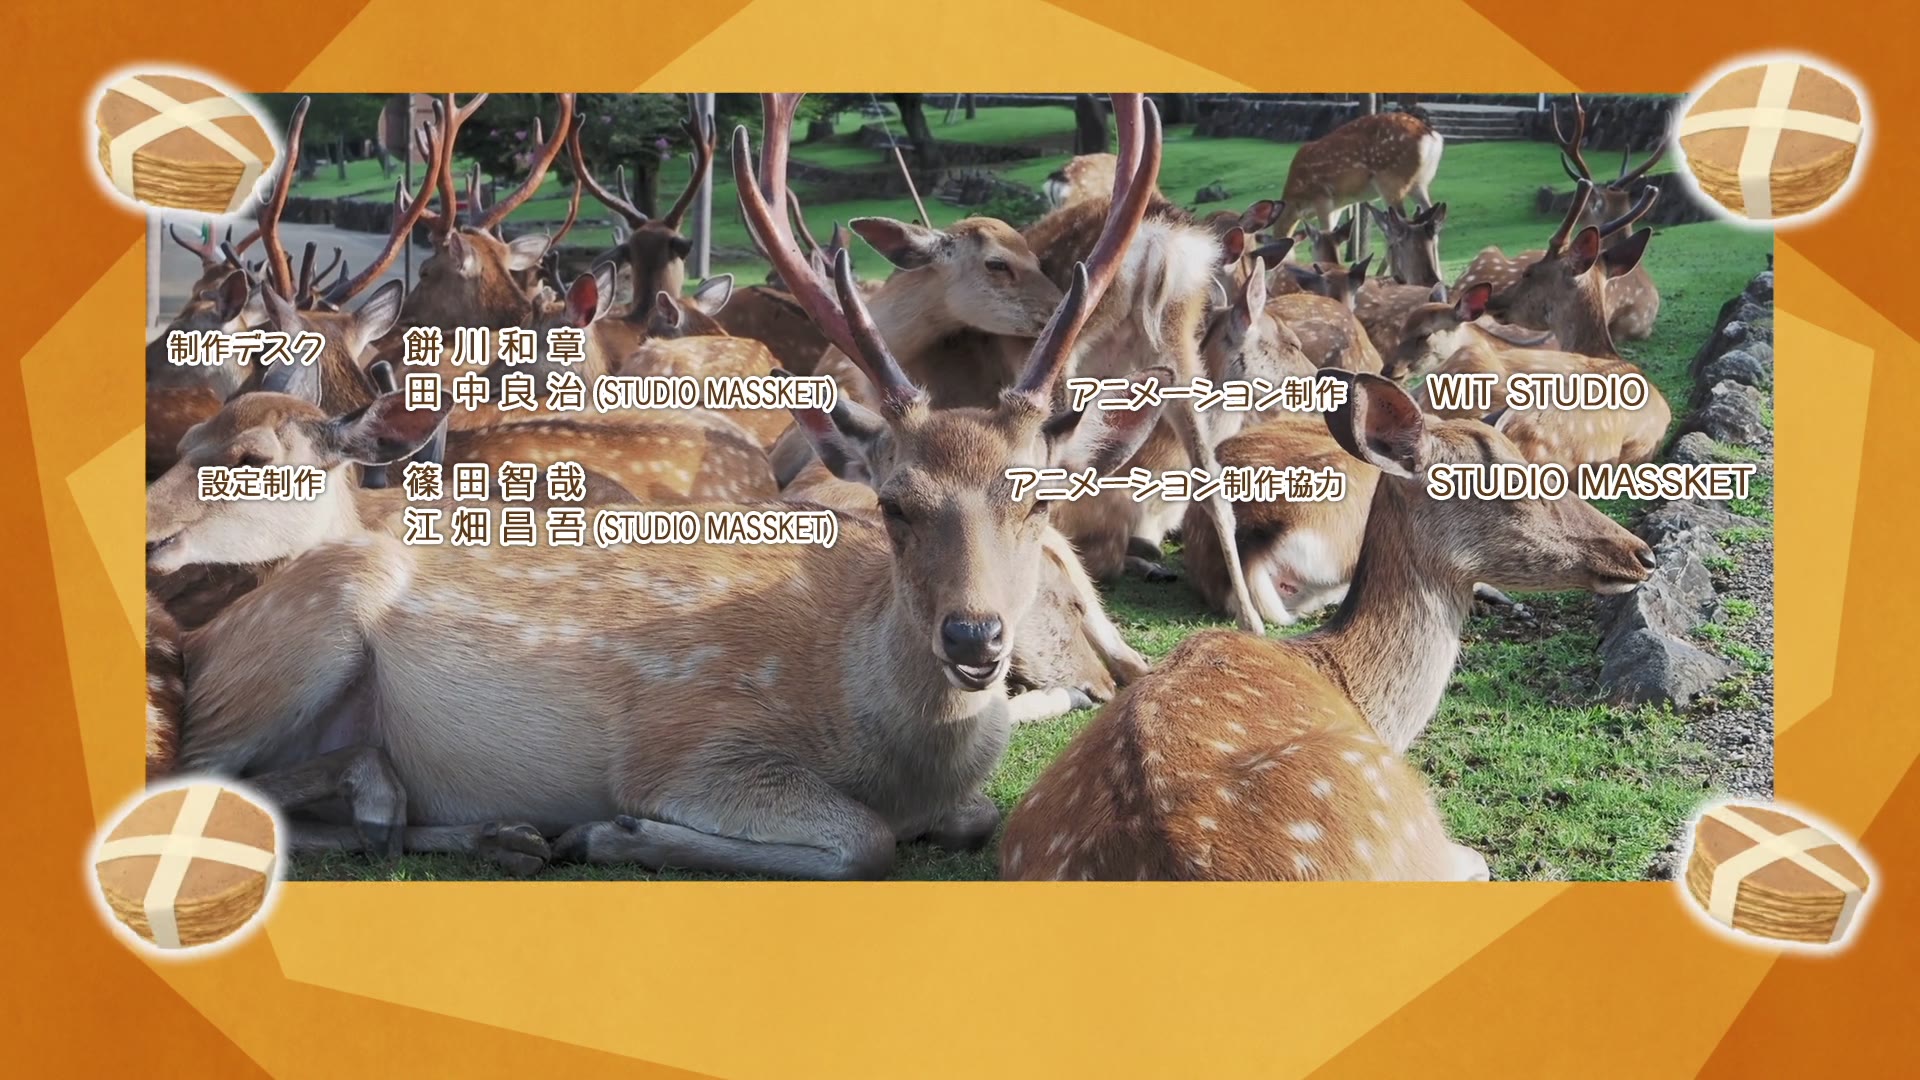 制作デスク 餅川和章
田中良治(STUDIO MASSKET)
設定制作 篠田智哉
江畑昌吾(STUDIO MASSKET)
アニメーション制作 WIT STUDIO
アニメーション制作協力 STUDIO MASSKET